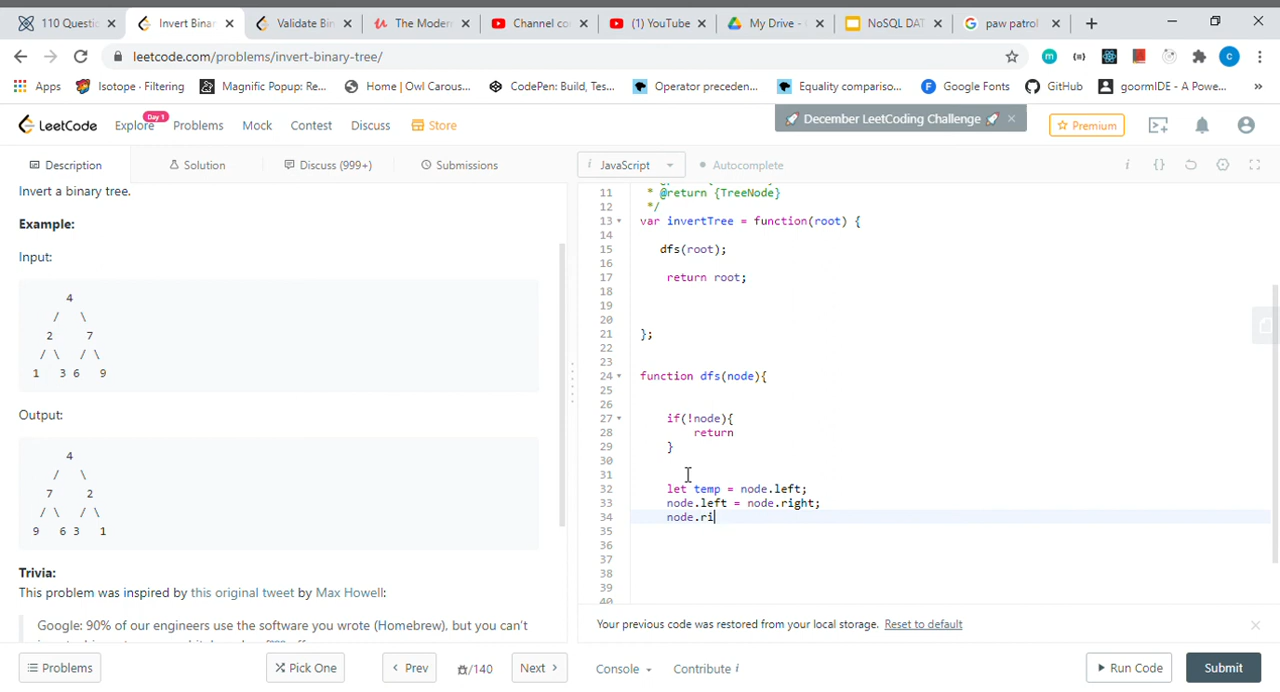 110 Questi
Invert Binar
Validate Bin
The Modern
Channel co
(1) YouTube
My Drive -
NoSQL DAT
paw patrol
leetcode.com/problems/invert-binary-tree/
Apps
Isotope · Filtering
Magnific Popup: Re...
Home | Owl Carous...
CodePen: Build, Tes...
Operator preceden...
Equality compariso...
Google Fonts
GitHub
goormIDE - A Powe...
LeetCode
Explore
Day 1
Problems
Mock
Contest
Discuss
Store
December LeetCoding Challenge
Premium
Description
Solution
Discuss (999+)
Submissions
JavaScript
Autocomplete
Invert a binary tree.
Example:
Input:
4
/ \
2 7
/ \ / \
1 3 6 9
Output:
4
/ \
7 2
/ \ / \
9 6 3 1
Trivia:
This problem was inspired by this original tweet by Max Howell:
Google: 90% of our engineers use the software you wrote (Homebrew), but you can't
11 * @return {TreeNode}
12 */
13 var invertTree = function(root) {
14
15 dfs(root);
16
17 return root;
18
19
20
21 };
22
23
24 function dfs(node){
25
26
27 if(!node){
28 return
29 }
30
31
32 let temp = node.left;
33 node.left = node.right;
34 node.ri
35
36
37
38
39
40
Your previous code was restored from your local storage. Reset to default
Problems
Pick One
Prev
/140
Next
Console
Contribute i
Run Code
Submit